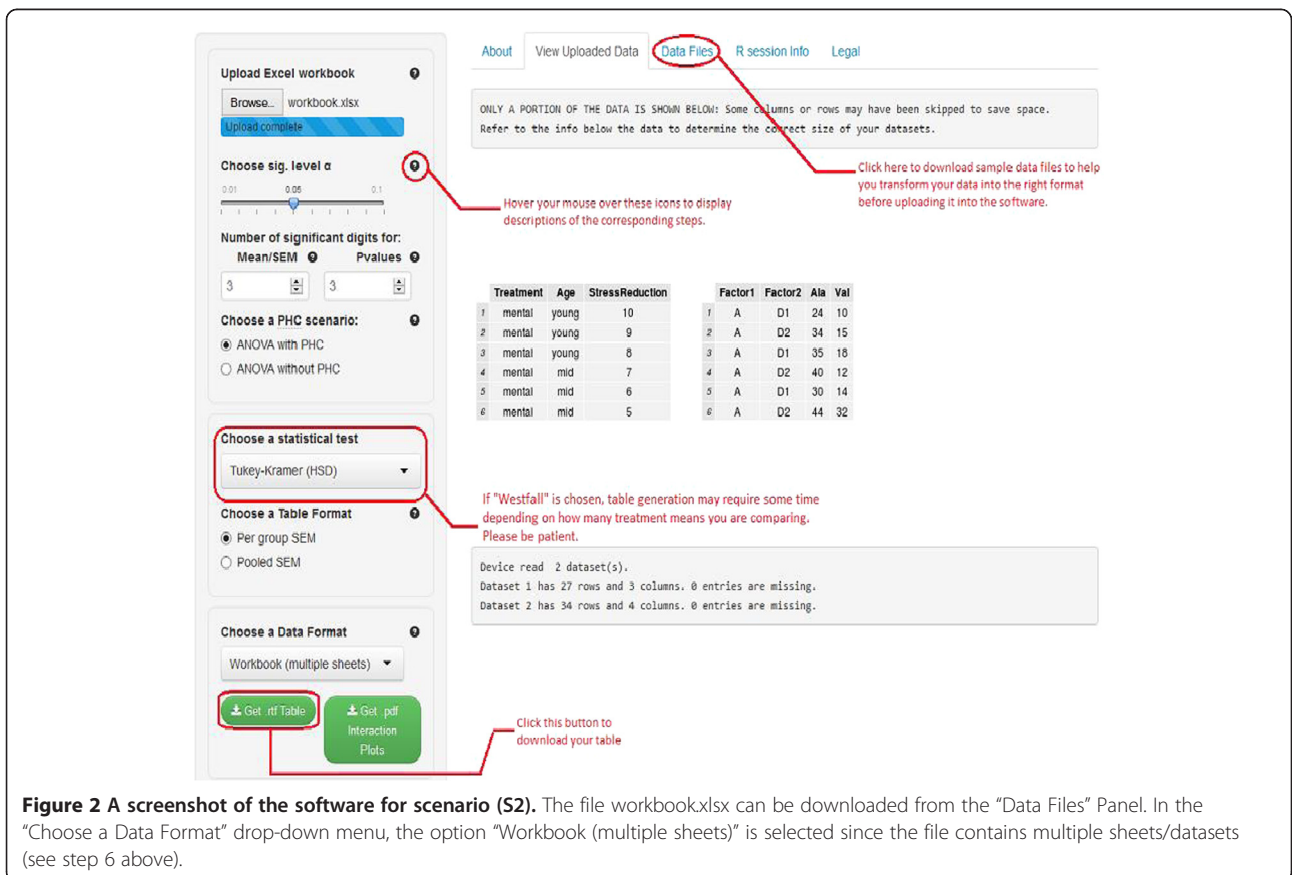 About View Uploaded Data Data Files R session Info Legal
Upload Excel workbook
Browse... workbook.xlsx
Upload complete
ONLY A PORTION OF THE DATA IS SHOWN BELOW: Some columns or rows may have been skipped to save space.
Refer to the info below the data to determine the correct size of your datasets.
Choose sig. level α
0.01 0.05 0.1
Click here to download sample data files to help
you transform your data into the right format
before uploading it into the software.
Hover your mouse over these icons to display
descriptions of the corresponding steps.
Number of significant digits for:
Mean/SEM Pvalues
3 3
Choose a PHC scenario:
ANOVA with PHC
ANOVA without PHC
Treatment Age StressReduction
1 mental young 10
2 mental young 9
3 mental young 8
4 mental mid 7
5 mental mid 6
6 mental mid 5
Factor1 Factor2 Ala Val
1 A D1 24 10
2 A D2 34 15
3 A D1 35 18
4 A D2 40 12
5 A D1 30 14
6 A D2 44 32
Choose a statistical test
Tukey-Kramer (HSD)
If "Westfall" is chosen, table generation may require some time
depending on how many treatment means you are comparing.
Please be patient.
Choose a Table Format
Per group SEM
Pooled SEM
Device read 2 dataset(s).
Dataset 1 has 27 rows and 3 columns. 0 entries are missing.
Dataset 2 has 34 rows and 4 columns. 0 entries are missing.
Choose a Data Format
Workbook (multiple sheets)
Get .rtf Table
Get .pdf
Interaction
Plots
Click this button to
download your table
Figure 2 A screenshot of the software for scenario (S2). The file workbook.xlsx can be downloaded from the “Data Files” Panel. In the
“Choose a Data Format” drop-down menu, the option “Workbook (multiple sheets)” is selected since the file contains multiple sheets/datasets
(see step 6 above).